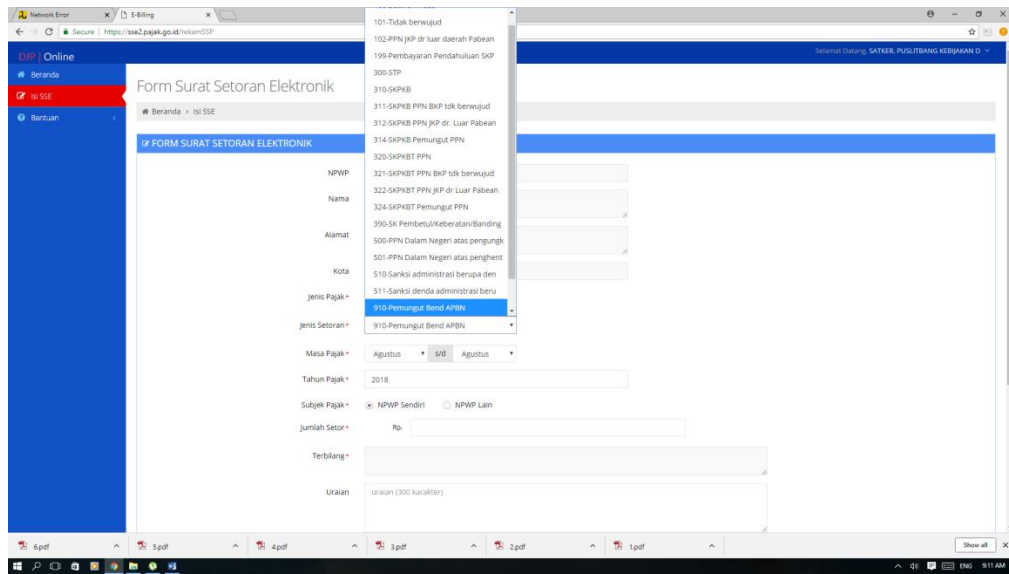 Network Error
E-Billing
Secure | https://sse2.pajak.go.id/rekamSSP
DJP | Online
Selamat Datang, SATKER. PUSLITBANG KEBIJAKAN D
Beranda
Isi SSE
Bantuan
Form Surat Setoran Elektronik
Beranda > Isi SSE
FORM SURAT SETORAN ELEKTRONIK
NPWP
Nama
Alamat
Kota
Jenis Pajak *
101-Tidak berwujud
102-PPN JKP dr luar daerah Pabean
199-Pembayaran Pendahuluan SKP
300-STP
310-SKPKB
311-SKPKB PPN BKP tdk berwujud
312-SKPKB PPN JKP dr. Luar Pabean
314-SKPKB Pemungut PPN
320-SKPKBT PPN
321-SKPKBT PPN BKP tdk berwujud
322-SKPKBT PPN JKP dr Luar Pabean
324-SKPKBT Pemungut PPN
390-SK Pembetul/Keberatan/Banding
500-PPN Dalam Negeri atas pengungk
501-PPN Dalam Negeri atas penghent
510-Sanksi administrasi berupa den
511-Sanksi denda administrasi beru
910-Pemungut Bend APBN
Jenis Setoran * 910-Pemungut Bend APBN
Masa Pajak * Agustus s/d Agustus
Tahun Pajak * 2018
Subjek Pajak * NPWP Sendiri NPWP Lain
Jumlah Setor * Rp.
Terbilang *
Uraian uraian (300 karakter)
6.pdf 5.pdf 4.pdf 3.pdf 2.pdf 1.pdf Show all
ENG 9:11 AM